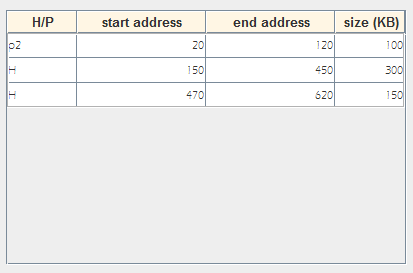 H/P start address end address size (KB)
p2 20 120 100
H 150 450 300
H 470 620 150